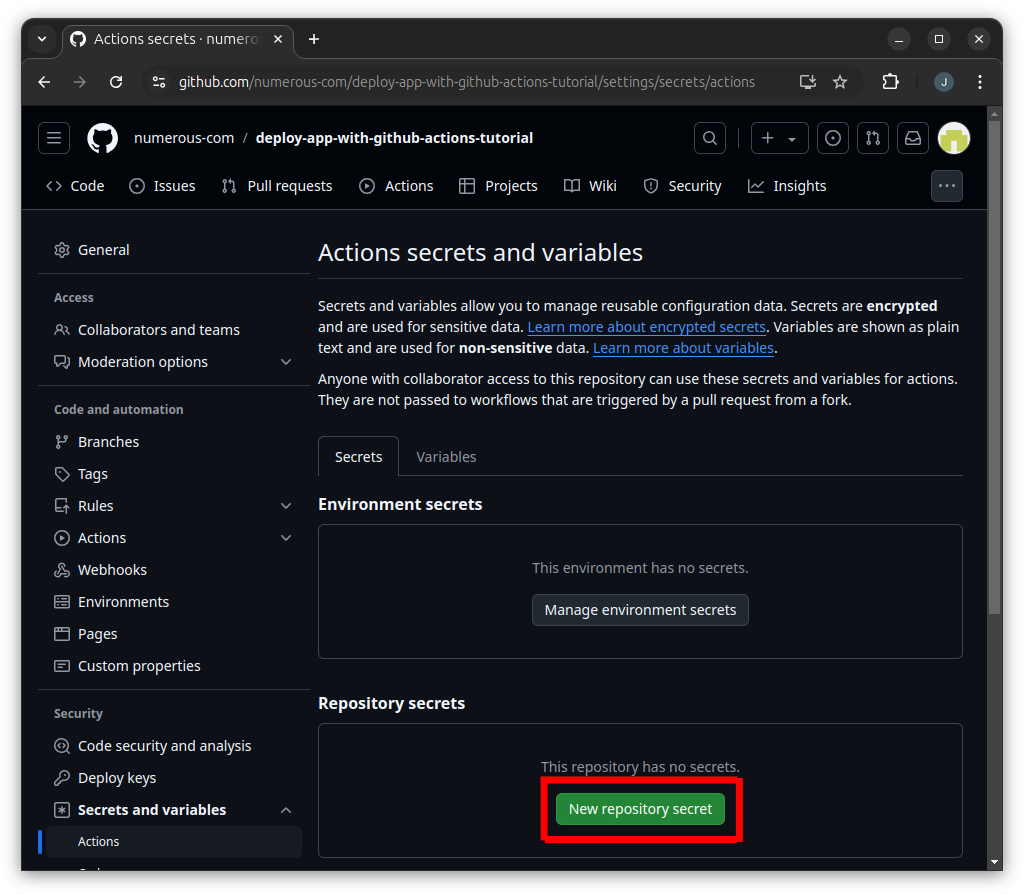 Actions secrets · numero
github.com/numerous-com/deploy-app-with-github-actions-tutorial/settings/secrets/actions
J
numerous-com / deploy-app-with-github-actions-tutorial
Code
Issues
Pull requests
Actions
Projects
Wiki
Security
Insights
General
Access
Collaborators and teams
Moderation options
Code and automation
Branches
Tags
Rules
Actions
Webhooks
Environments
Pages
Custom properties
Security
Code security and analysis
Deploy keys
Secrets and variables
Actions
Actions secrets and variables
Secrets and variables allow you to manage reusable configuration data. Secrets are encrypted
and are used for sensitive data. Learn more about encrypted secrets. Variables are shown as plain
text and are used for non-sensitive data. Learn more about variables.
Anyone with collaborator access to this repository can use these secrets and variables for actions.
They are not passed to workflows that are triggered by a pull request from a fork.
Secrets
Variables
Environment secrets
This environment has no secrets.
Manage environment secrets
Repository secrets
This repository has no secrets.
New repository secret